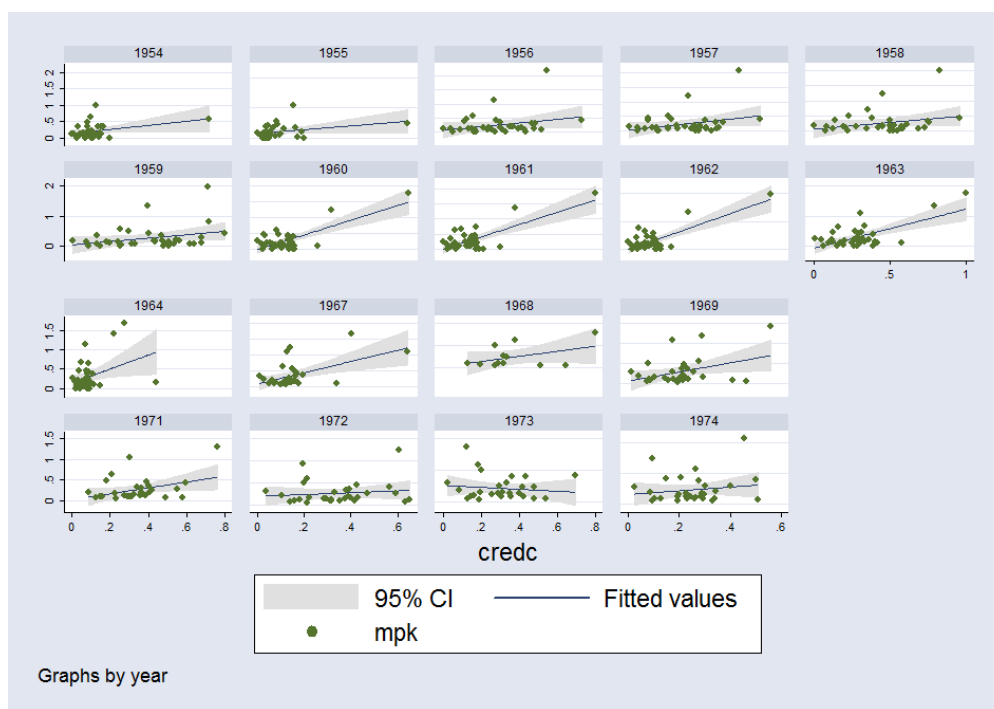 1954 1955 1956 1957 1958
2
1.5
1
.5
0
1959 1960 1961 1962 1963
2
1
0
0 .5 1
1964 1967 1968 1969
1.5
1
.5
0
1971 1972 1973 1974
1.5
1
.5
0
0 .2 .4 .6 .8 0 .2 .4 .6 0 .2 .4 .6 .8 0 .2 .4 .6
credc
95% CI Fitted values
mpk
Graphs by year